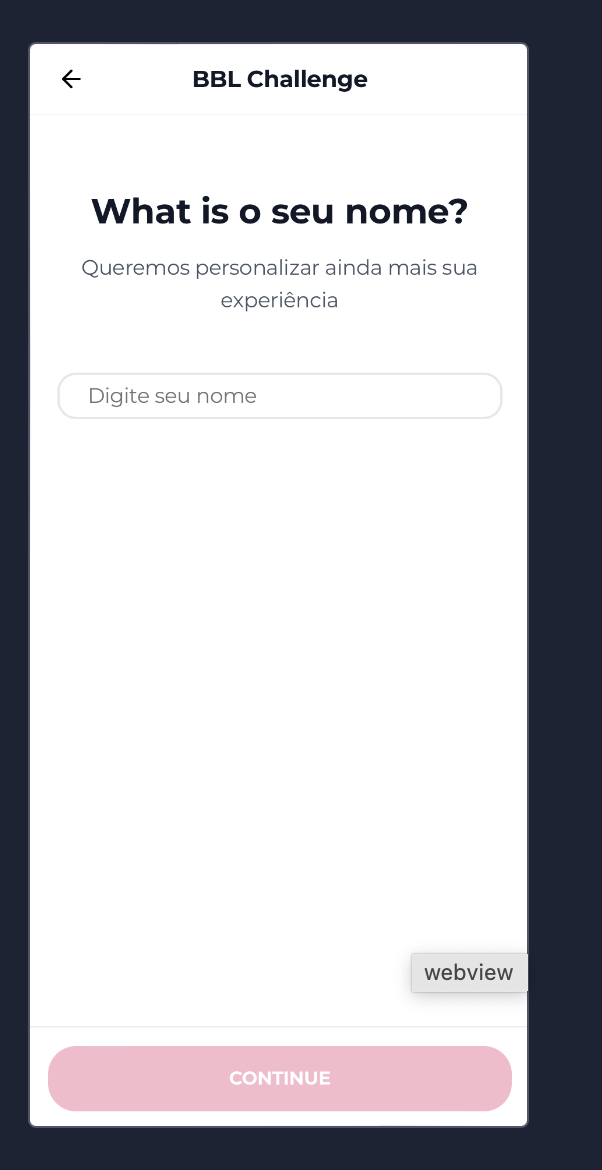 BBL Challenge
What is o seu nome?
Queremos personalizar ainda mais sua
experiência
Digite seu nome
webview
CONTINUE